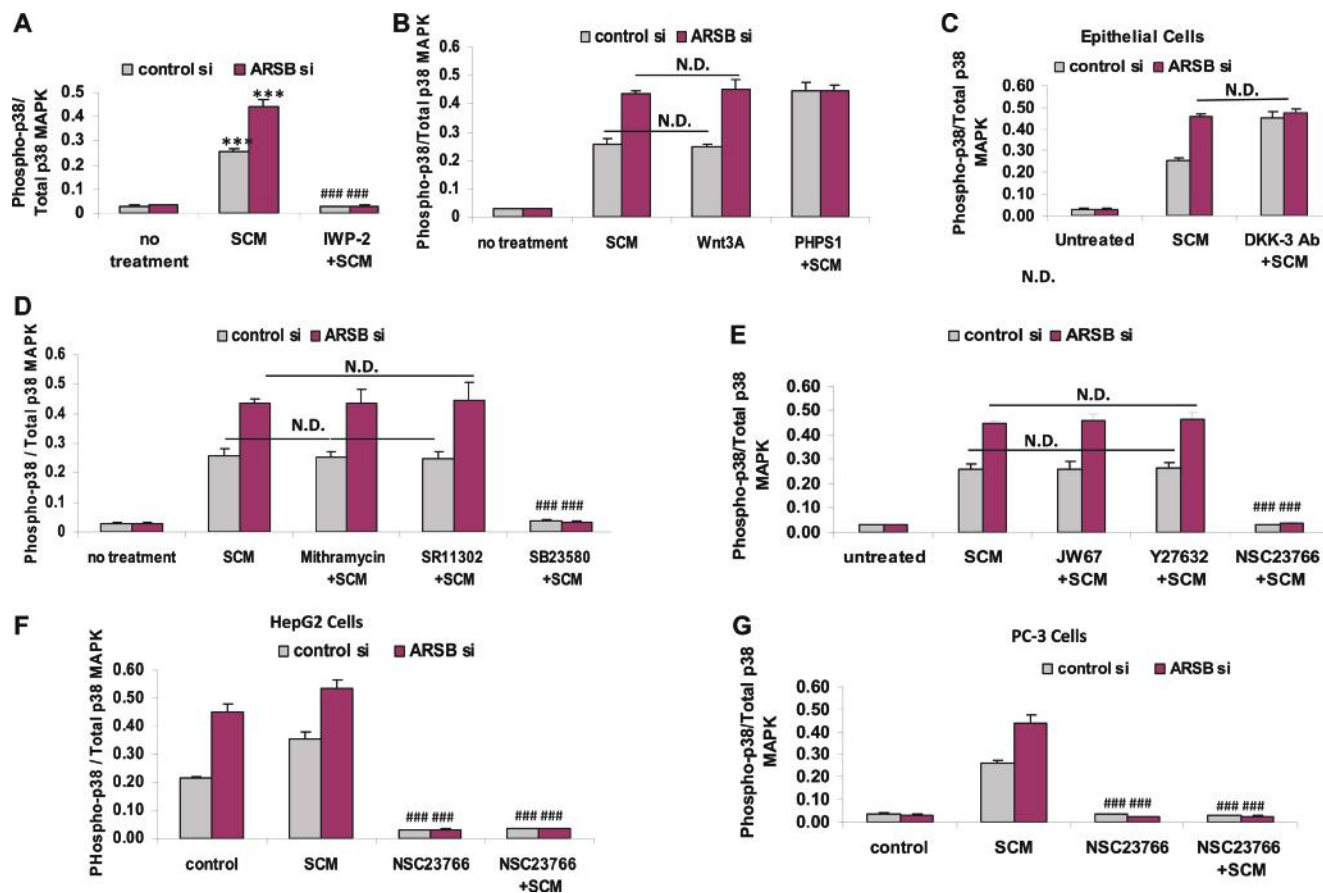 A
control si ARSB si
Phospho-p38/
Total p38 MAPK
0.5
0.4
0.3
0.2
0.1
0
***
***
### ###
no
treatment
SCM
IWP-2
+SCM
B
control si ARSB si
Phospho-p38/Total p38 MAPK
0.6
0.5
0.4
0.3
0.2
0.1
0
N.D.
N.D.
no treatment SCM Wnt3A PHPS1
+SCM
C
Epithelial Cells
control si ARSB si
Phospho-p38/Total p38
MAPK
0.60
0.50
0.40
0.30
0.20
0.10
0.00
N.D.
Untreated SCM DKK-3 Ab
+SCM
N.D.
D
control si ARSB si
Phospho-p38 / Total p38 MAPK
0.6
0.5
0.4
0.3
0.2
0.1
0
N.D.
N.D.
### ###
no treatment SCM Mithramycin SR11302 SB23580
+SCM +SCM +SCM
E
control si ARSB si
Phospho-p38/Total p38
MAPK
0.60
0.50
0.40
0.30
0.20
0.10
0.00
N.D.
N.D.
### ###
untreated SCM JW67 Y27632 NSC23766
+SCM +SCM +SCM
F
HepG2 Cells
control si ARSB si
PHospho-p38 / Total p38 MAPK
0.60
0.50
0.40
0.30
0.20
0.10
0.00
### ### ### ###
control SCM NSC23766 NSC23766
+SCM
G
PC-3 Cells
control si ARSB si
Phospho-p38/Total p38
MAPK
0.60
0.50
0.40
0.30
0.20
0.10
0.00
### ### ### ###
control SCM NSC23766 NSC23766
+SCM